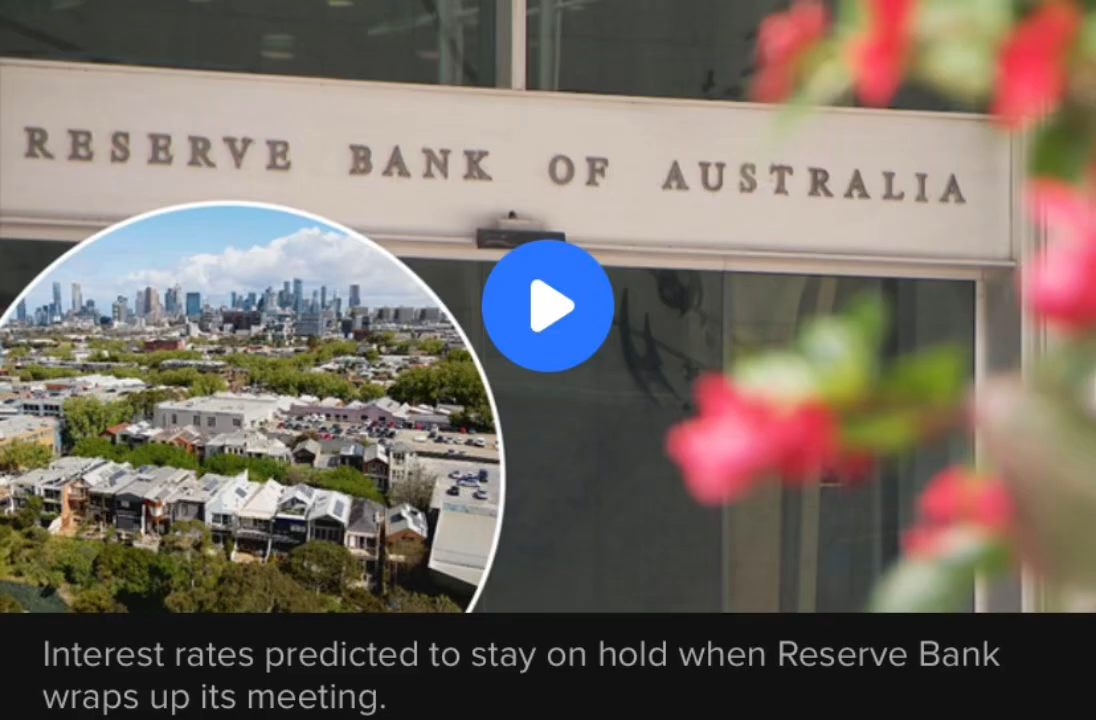 RESERVE BANK OF AUSTRALIA
Interest rates predicted to stay on hold when Reserve Bank
wraps up its meeting.